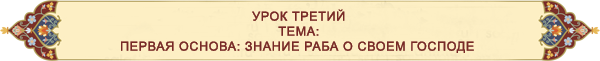 УРОК ТРЕТИЙ
ТЕМА:
ПЕРВАЯ ОСНОВА: ЗНАНИЕ РАБА О СВОЕМ ГОСПОДЕ